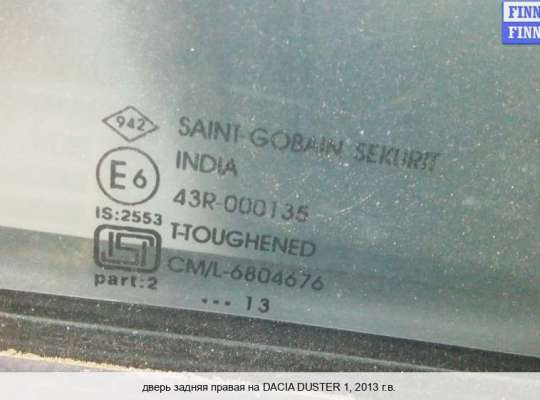 FINN
FINN
942
SAINT-GOBAIN SEKURIT
E6
INDIA
43R-000135
IS:2553
T-TOUGHENED
ISI
CM/L-6804676
part:2
... 13
дверь задняя правая на DACIA DUSTER 1, 2013 г.в.